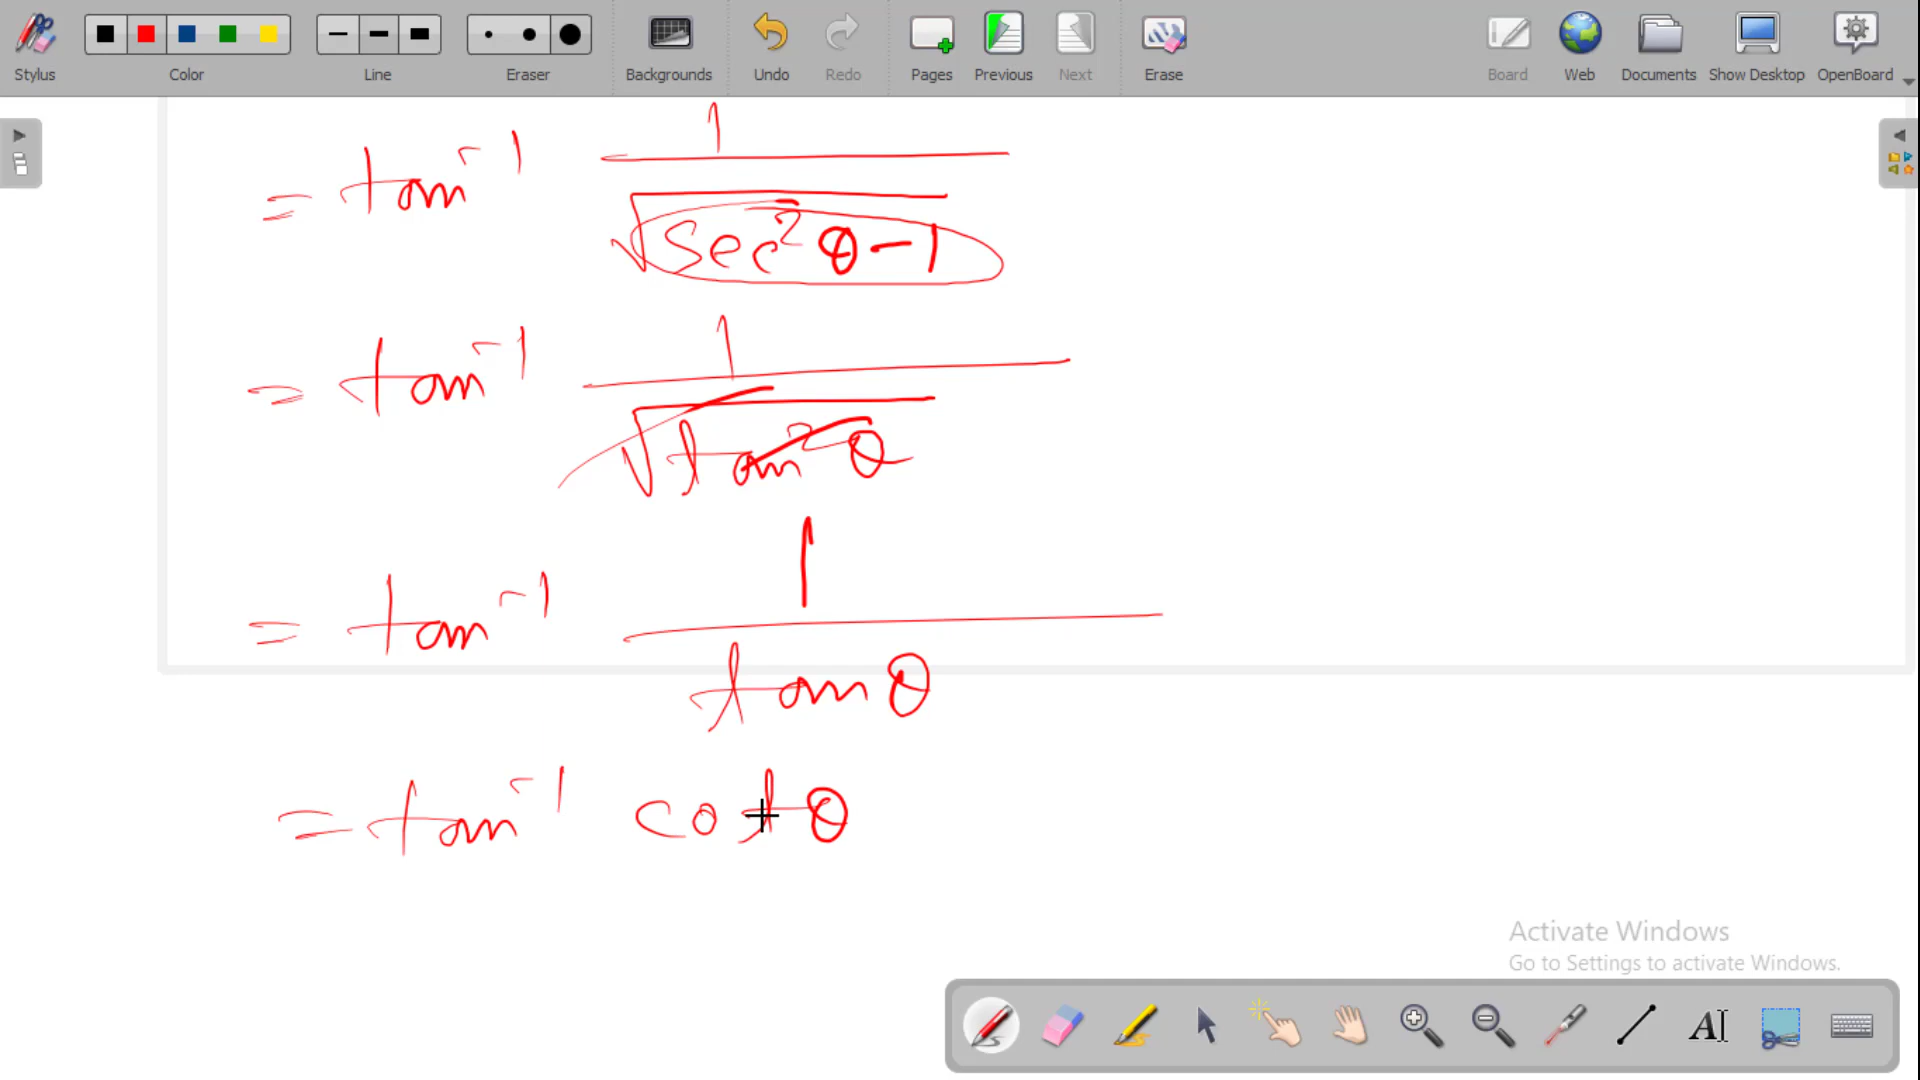 Stylus Color Line Eraser Backgrounds Undo Redo Pages Previous Next Erase Board Web Documents Show Desktop OpenBoard
= tan⁻¹ 1/√(sec²θ-1)
= tan⁻¹ 1/√(tan²θ)
= tan⁻¹ 1/tanθ
= tan⁻¹ cotθ
Activate Windows
Go to Settings to activate Windows.